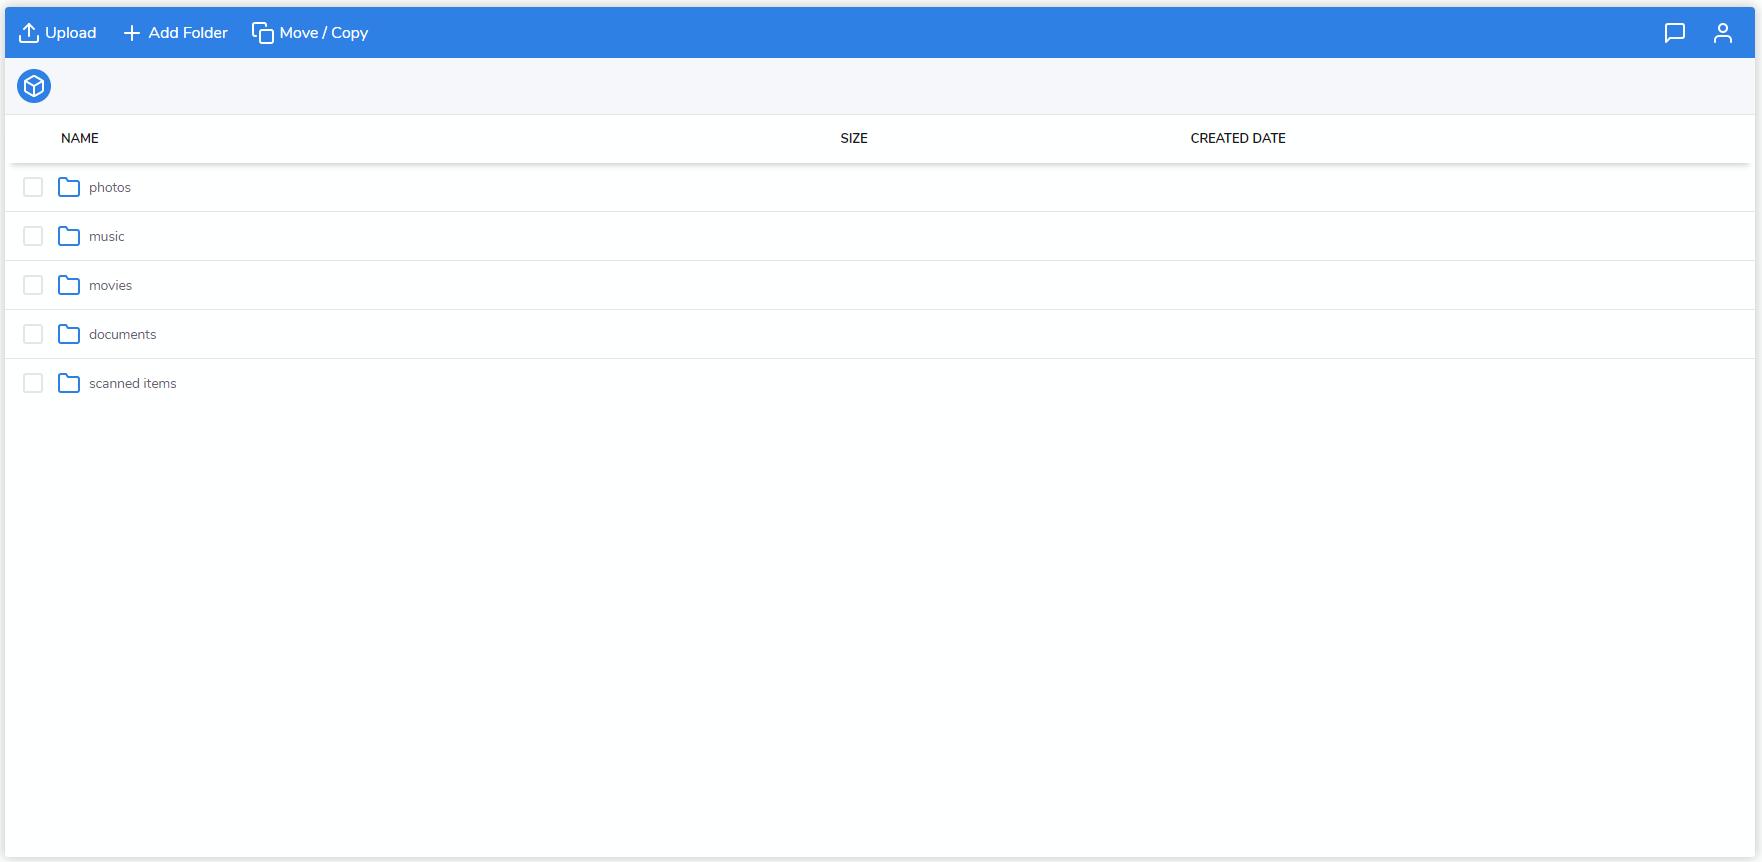 Upload Add Folder Move / Copy
NAME SIZE CREATED DATE
photos
music
movies
documents
scanned items